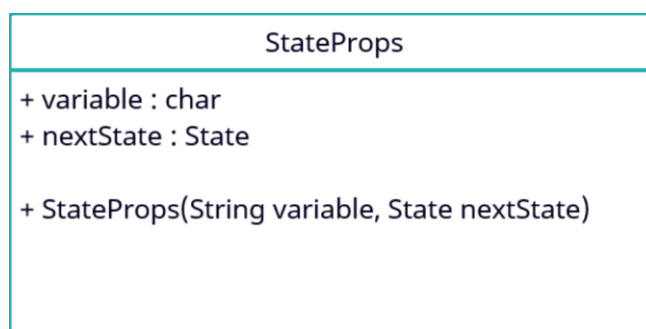 StateProps
+ variable : char
+ nextState : State
+ StateProps(String variable, State nextState)